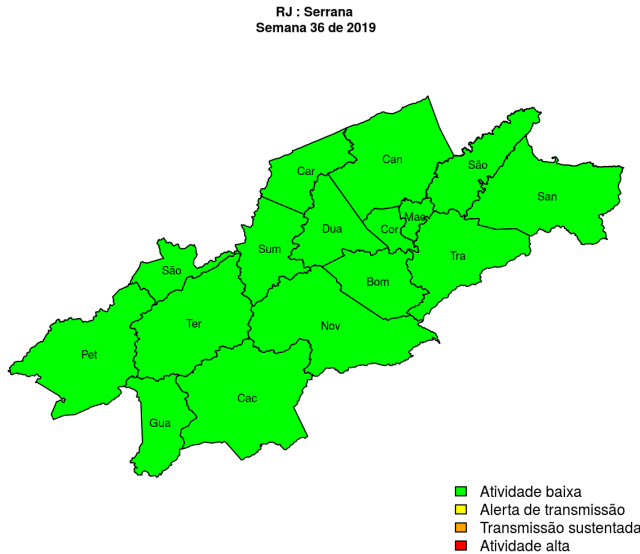 RJ : Serrana
Semana 36 de 2019
Can
São
Car
San
Mac
Dua
Cor
Sum
Tra
São
Bom
Ter
Nov
Pet
Cac
Gua
Atividade baixa
Alerta de transmissão
Transmissão sustentada
Atividade alta